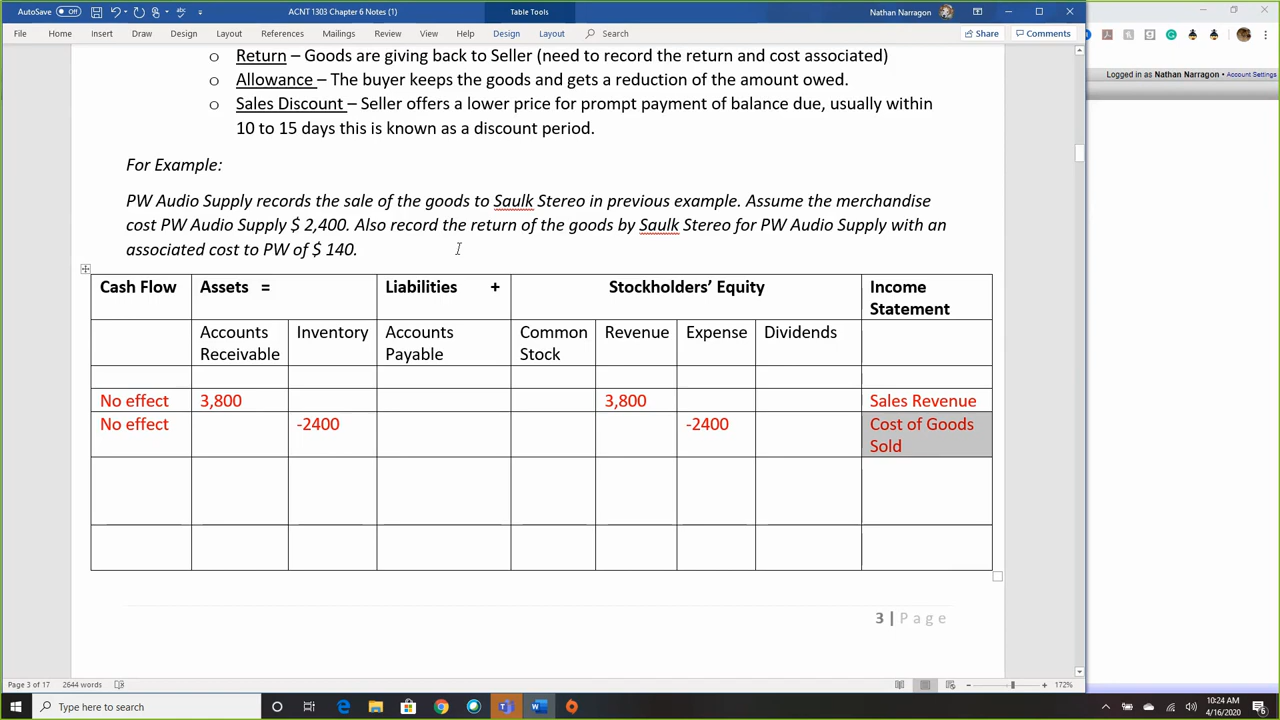 AutoSave Off ACNT 1303 Chapter 6 Notes (1) Table Tools Nathan Narragon
File Home Insert Draw Design Layout References Mailings Review View Help Design Layout Search Share Comments
Logged in as Nathan Narragon • Account Settings
o Return – Goods are giving back to Seller (need to record the return and cost associated)
o Allowance – The buyer keeps the goods and gets a reduction of the amount owed.
o Sales Discount – Seller offers a lower price for prompt payment of balance due, usually within
10 to 15 days this is known as a discount period.
For Example:
PW Audio Supply records the sale of the goods to Saulk Stereo in previous example. Assume the merchandise
cost PW Audio Supply $ 2,400. Also record the return of the goods by Saulk Stereo for PW Audio Supply with an
associated cost to PW of $ 140.
Cash Flow Assets = Liabilities + Stockholders’ Equity Income
Statement
Accounts Inventory Accounts Common Revenue Expense Dividends
Receivable Payable Stock
No effect 3,800 3,800 Sales Revenue
No effect -2400 -2400 Cost of Goods
Sold
3 | Page
Page 3 of 17 2644 words 172%
Type here to search 10:24 AM
4/16/2020